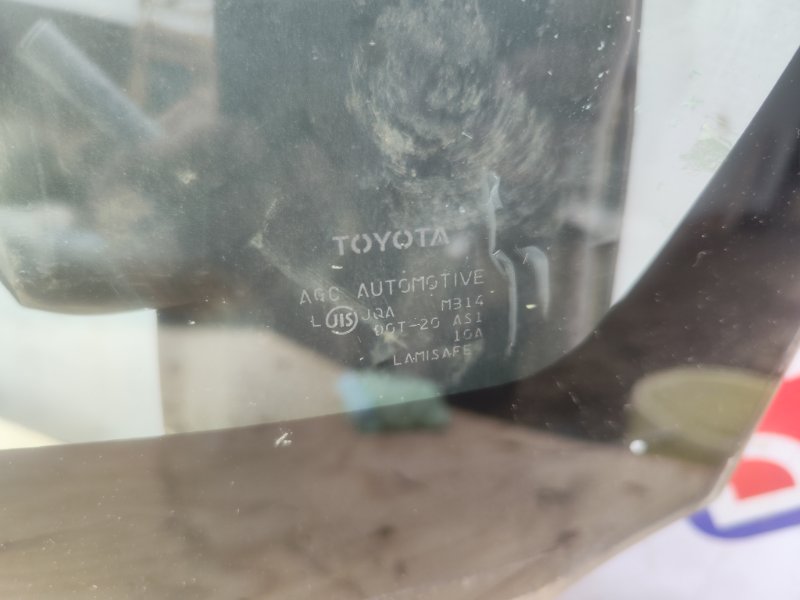 TOYOTA
AGC AUTOMOTIVE
L JIS JQA M314
DOT-20 AS1
10A
LAMISAFE